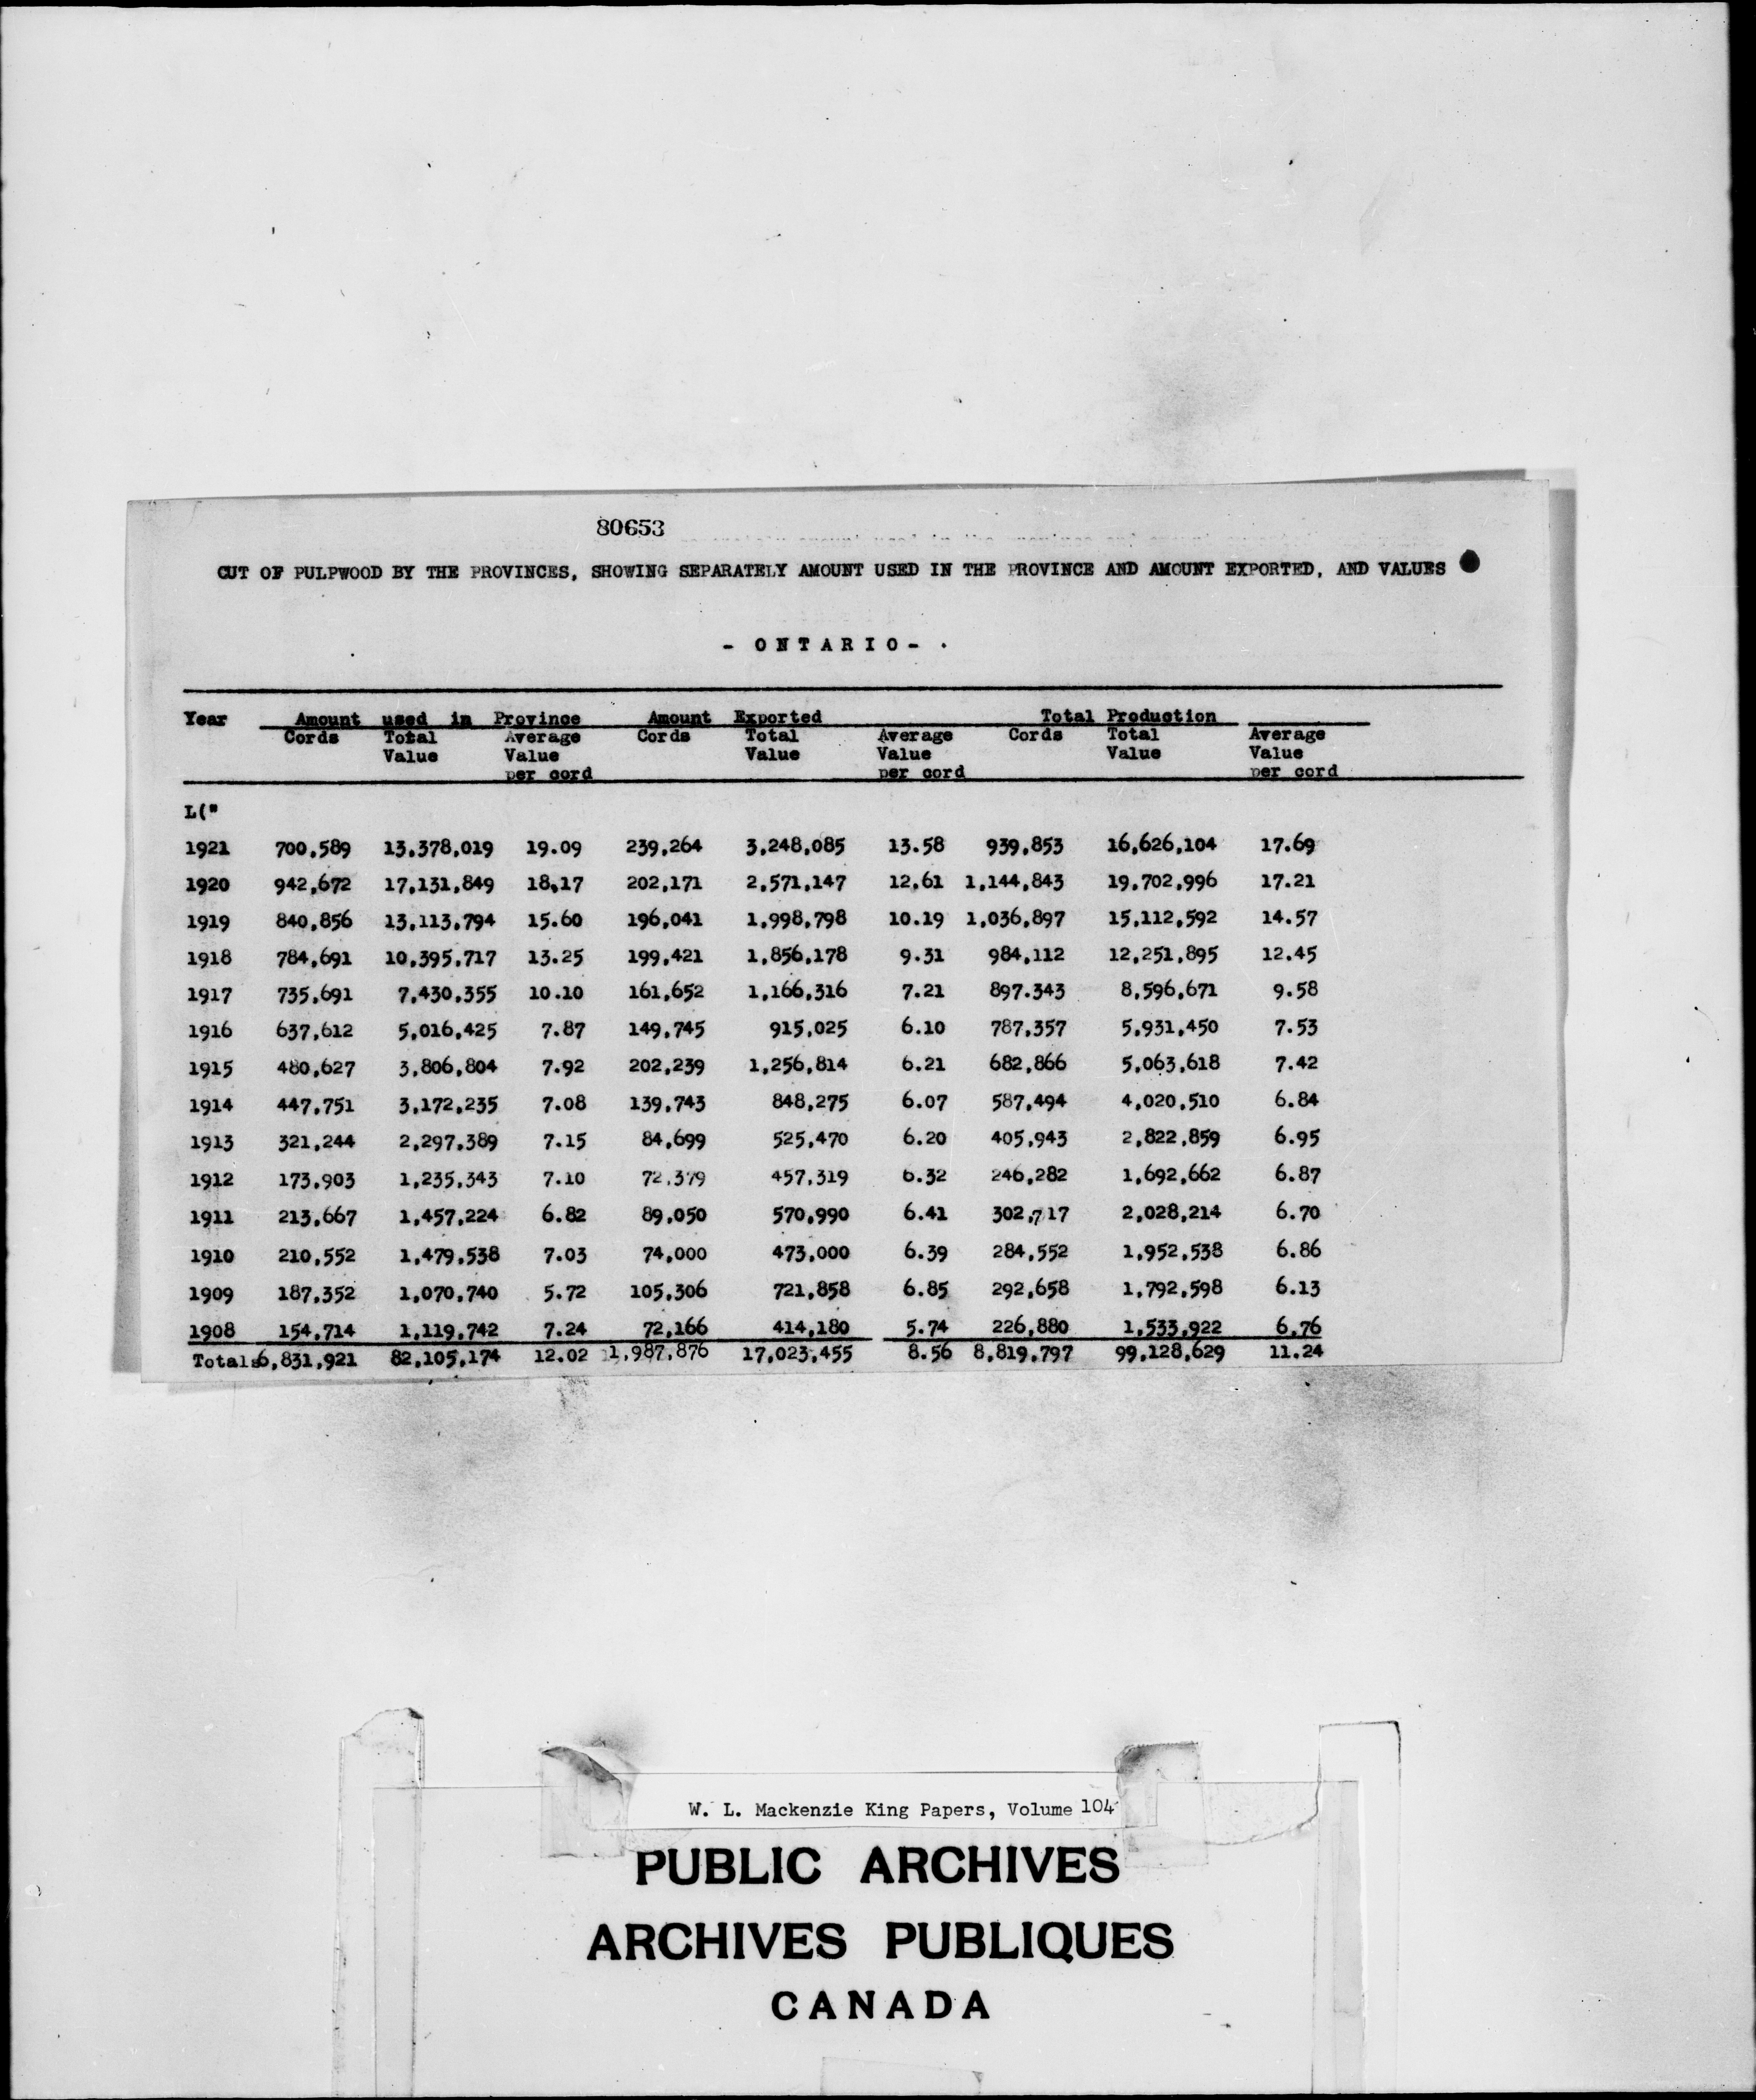 80653
CUT OF PULPWOOD BY THE PROVINCES, SHOWING SEPARATELY AMOUNT USED IN THE PROVINCE AND AMOUNT EXPORTED, AND VALUES
- O N T A R I O - .
Year Amount used in Province Amount Exported Total Production
Cords Total Average Cords Total Average Cords Total Average
Value Value Value Value Value Value
per cord per cord per cord
L("
1921 700,589 13,378,019 19.09 239,264 3,248,085 13.58 939,853 16,626,104 17.69
1920 942,672 17,131,849 18,17 202,171 2,571,147 12,61 1,144,843 19,702,996 17.21
1919 840,856 13,113,794 15.60 196,041 1,998,798 10.19 1,036,897 15,112,592 14.57
1918 784,691 10,395,717 13.25 199,421 1,856,178 9.31 984,112 12,251,895 12.45
1917 735,691 7,430,355 10.10 161,652 1,166,316 7.21 897.343 8,596,671 9.58
1916 637,612 5,016,425 7.87 149,745 915,025 6.10 787,357 5,931,450 7.53
1915 480,627 3,806,804 7.92 202,239 1,256,814 6.21 682,866 5,063,618 7.42
1914 447,751 3,172,235 7.08 139,743 848,275 6.07 587,494 4,020,510 6.84
1913 321,244 2,297,389 7.15 84,699 525,470 6.20 405,943 2,822,859 6.95
1912 173,903 1,235,343 7.10 72,379 457,319 6.32 246,282 1,692,662 6.87
1911 213,667 1,457,224 6.82 89,050 570,990 6.41 302,717 2,028,214 6.70
1910 210,552 1,479,538 7.03 74,000 473,000 6.39 284,552 1,952,538 6.86
1909 187,352 1,070,740 5.72 105,306 721,858 6.85 292,658 1,792,598 6.13
1908 154,714 1,119,742 7.24 72,166 414,180 5.74 226,880 1,533,922 6,76
Totals6,831,921 82,105,174 12.02 1,987,876 17,023,455 8.56 8,819,797 99,128,629 11.24
W. L. Mackenzie King Papers, Volume 104
PUBLIC ARCHIVES
ARCHIVES PUBLIQUES
CANADA